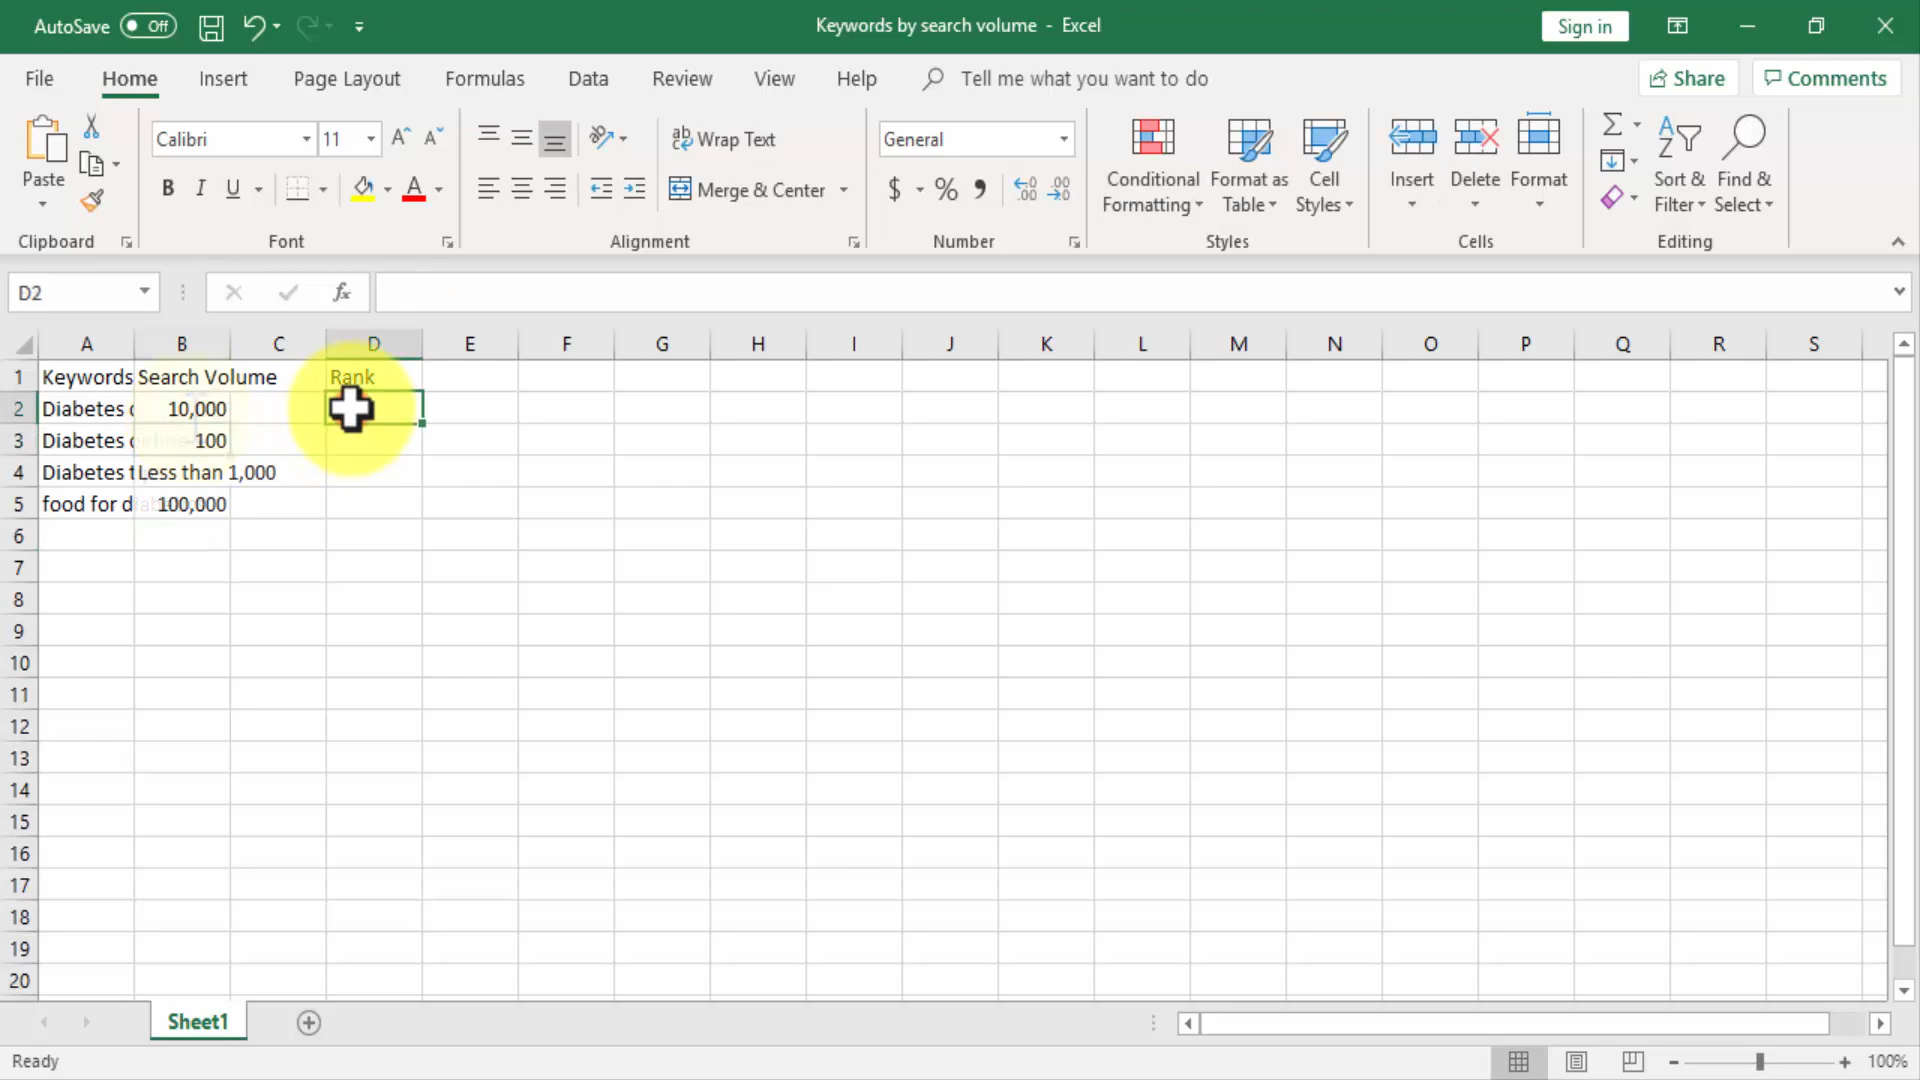 AutoSave Off Keywords by search volume - Excel Sign in
File Home Insert Page Layout Formulas Data Review View Help Tell me what you want to do Share Comments
Paste Calibri 11 Wrap Text General
B I U Merge & Center $ % Conditional Formatting Format as Table Cell Styles Insert Delete Format Sort & Filter Find & Select
Clipboard Font Alignment Number Styles Cells Editing
D2 fx
A B C D E F G H I J K L M N O P Q R S
1 Keywords Search Volume Rank
2 Diabetes 10,000
3 Diabetes 100
4 Diabetes t Less than 1,000
5 food for d 100,000
6
7
8
9
10
11
12
13
14
15
16
17
18
19
20
Sheet1
Ready 100%